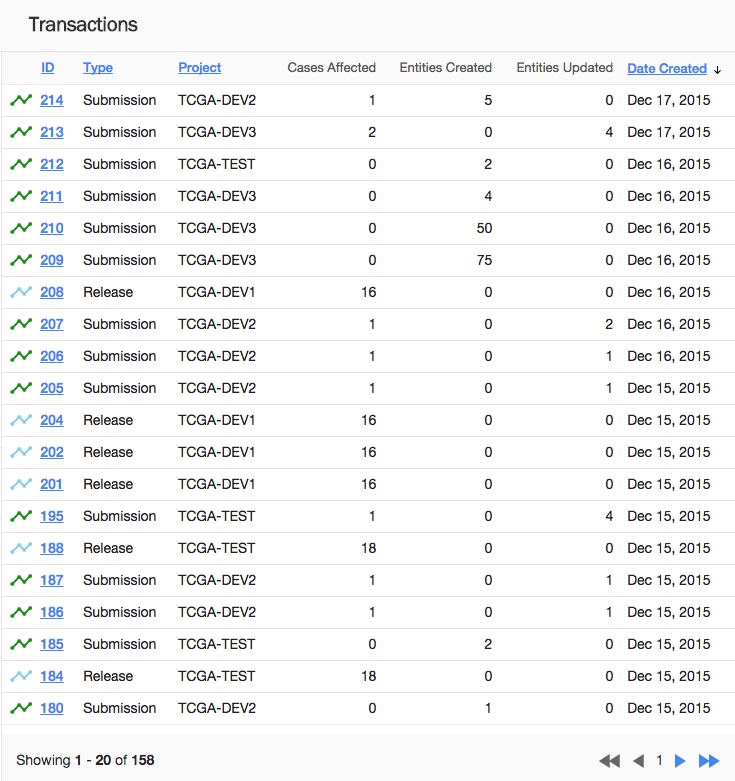 Transactions
ID Type Project Cases Affected Entities Created Entities Updated Date Created ↓
214 Submission TCGA-DEV2 1 5 0 Dec 17, 2015
213 Submission TCGA-DEV3 2 0 4 Dec 17, 2015
212 Submission TCGA-TEST 0 2 0 Dec 16, 2015
211 Submission TCGA-DEV3 0 4 0 Dec 16, 2015
210 Submission TCGA-DEV3 0 50 0 Dec 16, 2015
209 Submission TCGA-DEV3 0 75 0 Dec 16, 2015
208 Release TCGA-DEV1 16 0 0 Dec 16, 2015
207 Submission TCGA-DEV2 1 0 2 Dec 16, 2015
206 Submission TCGA-DEV2 1 0 1 Dec 16, 2015
205 Submission TCGA-DEV2 1 0 1 Dec 15, 2015
204 Release TCGA-DEV1 16 0 0 Dec 15, 2015
202 Release TCGA-DEV1 16 0 0 Dec 15, 2015
201 Release TCGA-DEV1 16 0 0 Dec 15, 2015
195 Submission TCGA-TEST 1 0 4 Dec 15, 2015
188 Release TCGA-TEST 18 0 0 Dec 15, 2015
187 Submission TCGA-DEV2 1 0 1 Dec 15, 2015
186 Submission TCGA-DEV2 1 0 1 Dec 15, 2015
185 Submission TCGA-TEST 0 2 0 Dec 15, 2015
184 Release TCGA-TEST 18 0 0 Dec 15, 2015
180 Submission TCGA-DEV2 0 1 0 Dec 15, 2015
Showing 1 - 20 of 158 1